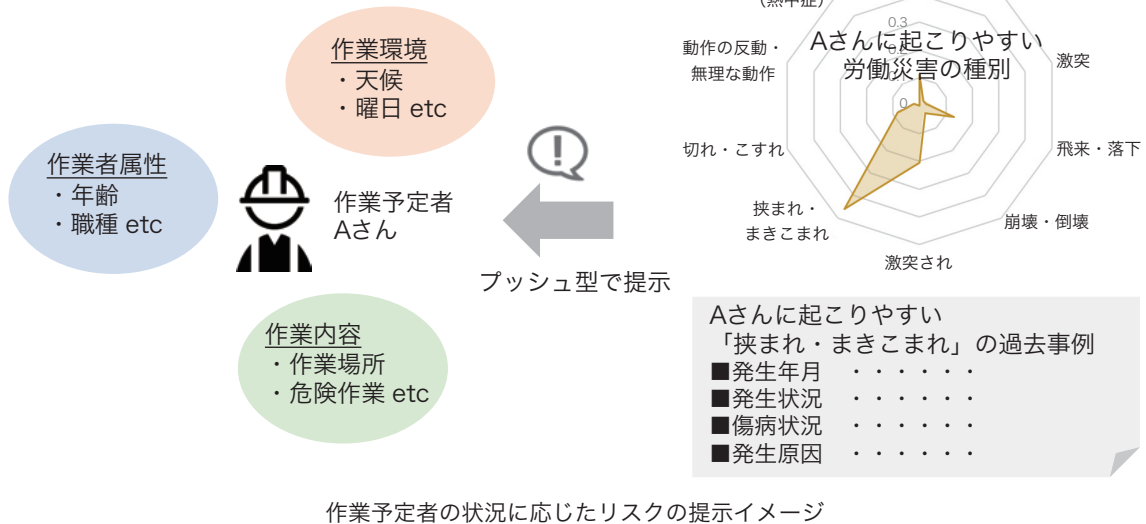 作業環境
・天候
・曜日 etc
作業者属性
・年齢
・職種 etc
作業予定者
Aさん
作業内容
・作業場所
・危険作業 etc
プッシュ型で提示
(熱中症)
0.3
0
Aさんに起こりやすい
労働災害の種別
動作の反動・
無理な動作
激突
切れ・こすれ
飛来・落下
挟まれ・
まきこまれ
崩壊・倒壊
激突され
Aさんに起こりやすい
「挟まれ・まきこまれ」の過去事例
■発生年月　・・・・・・
■発生状況　・・・・・・
■傷病状況　・・・・・・
■発生原因　・・・・・・
作業予定者の状況に応じたリスクの提示イメージ